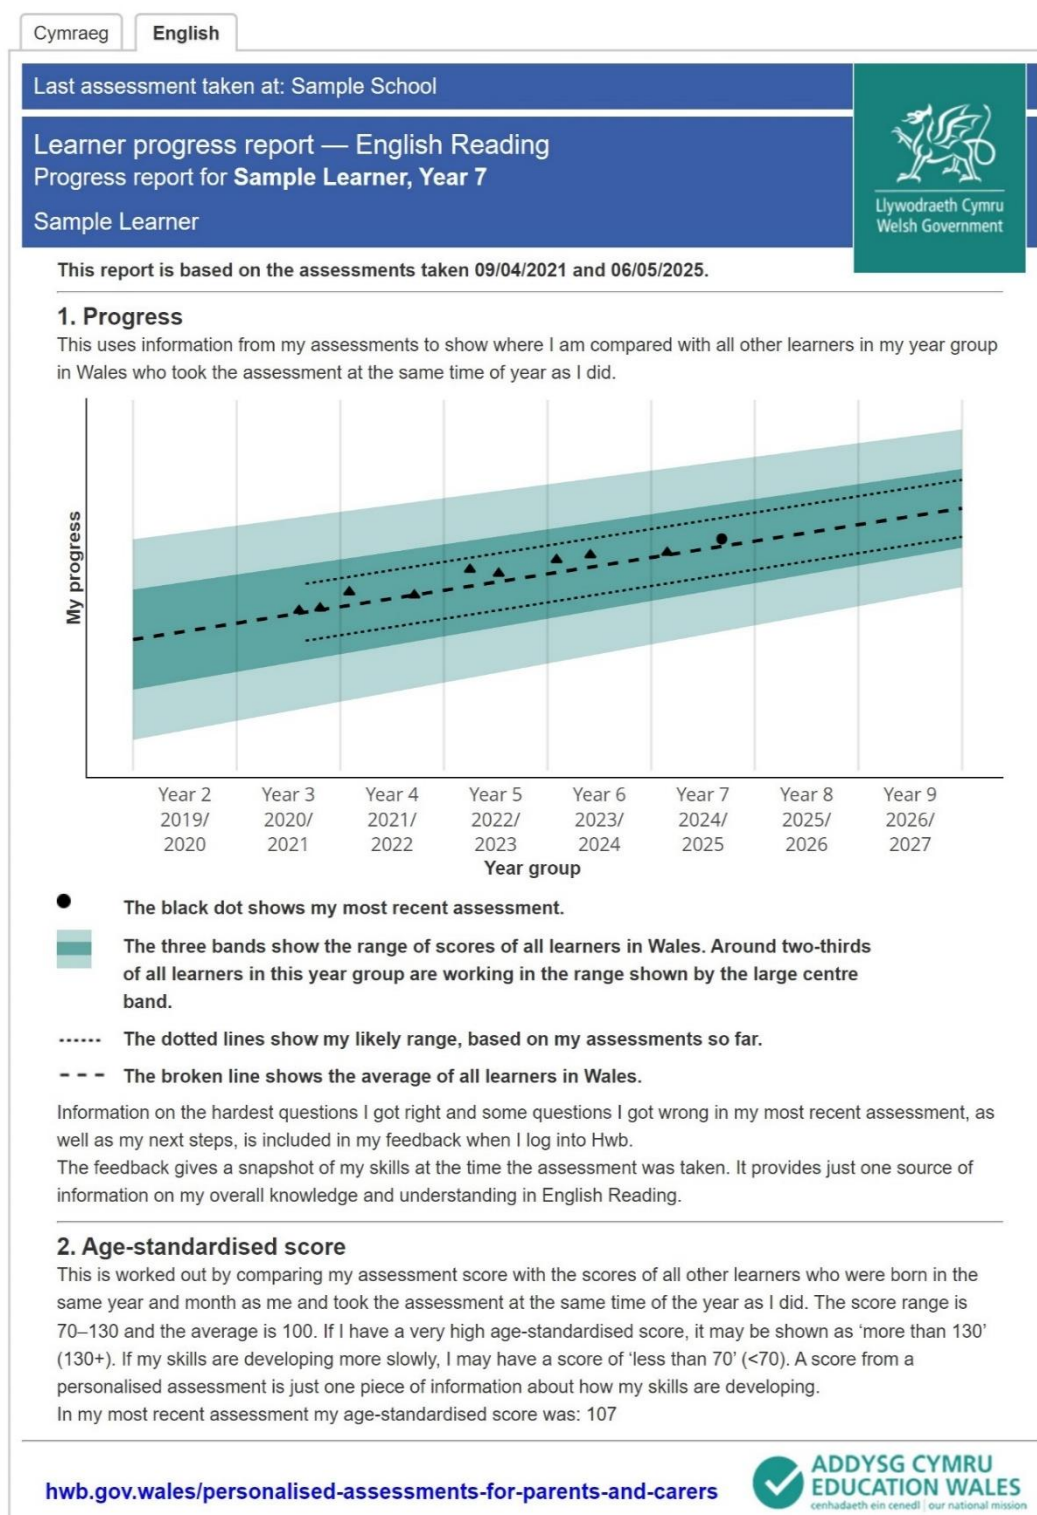 Cymraeg
English
Last assessment taken at: Sample School
Learner progress report — English Reading
Progress report for Sample Learner, Year 7
Sample Learner
Llywodraeth Cymru
Welsh Government
This report is based on the assessments taken 09/04/2021 and 06/05/2025.
1. Progress
This uses information from my assessments to show where I am compared with all other learners in my year group
in Wales who took the assessment at the same time of year as I did.
My progress
Year 2 Year 3 Year 4 Year 5 Year 6 Year 7 Year 8 Year 9
2019/ 2020/ 2021/ 2022/ 2023/ 2024/ 2025/ 2026/
2020 2021 2022 2023 2024 2025 2026 2027
Year group
The black dot shows my most recent assessment.
The three bands show the range of scores of all learners in Wales. Around two-thirds
of all learners in this year group are working in the range shown by the large centre
band.
The dotted lines show my likely range, based on my assessments so far.
The broken line shows the average of all learners in Wales.
Information on the hardest questions I got right and some questions I got wrong in my most recent assessment, as
well as my next steps, is included in my feedback when I log into Hwb.
The feedback gives a snapshot of my skills at the time the assessment was taken. It provides just one source of
information on my overall knowledge and understanding in English Reading.
2. Age-standardised score
This is worked out by comparing my assessment score with the scores of all other learners who were born in the
same year and month as me and took the assessment at the same time of the year as I did. The score range is
70–130 and the average is 100. If I have a very high age-standardised score, it may be shown as ‘more than 130’
(130+). If my skills are developing more slowly, I may have a score of ‘less than 70’ (<70). A score from a
personalised assessment is just one piece of information about how my skills are developing.
In my most recent assessment my age-standardised score was: 107
hwb.gov.wales/personalised-assessments-for-parents-and-carers
ADDYSG CYMRU
EDUCATION WALES
cenhadaeth ein cenedl | our national mission